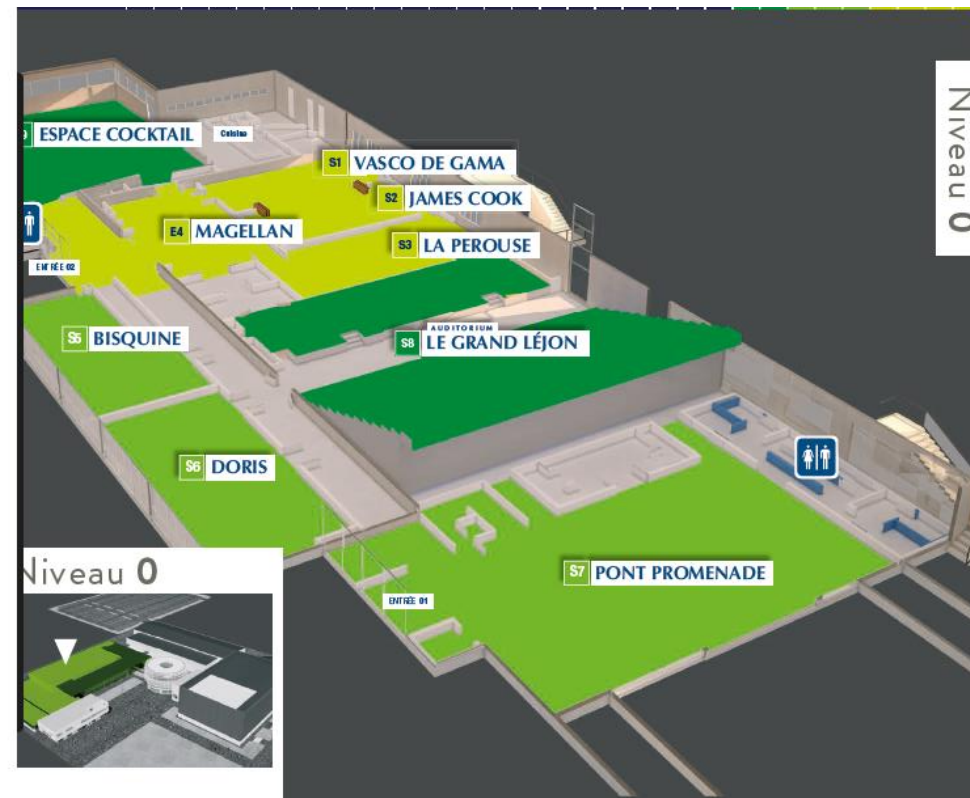 Niveau 0
9 ESPACE COCKTAIL
Cuisine
S1 VASCO DE GAMA
S2 JAMES COOK
E4 MAGELLAN
S3 LA PEROUSE
ENTRÉE 02
S5 BISQUINE
AUDITORIUM
S8 LE GRAND LÉJON
S6 DORIS
S7 PONT PROMENADE
ENTRÉE 01
Niveau 0